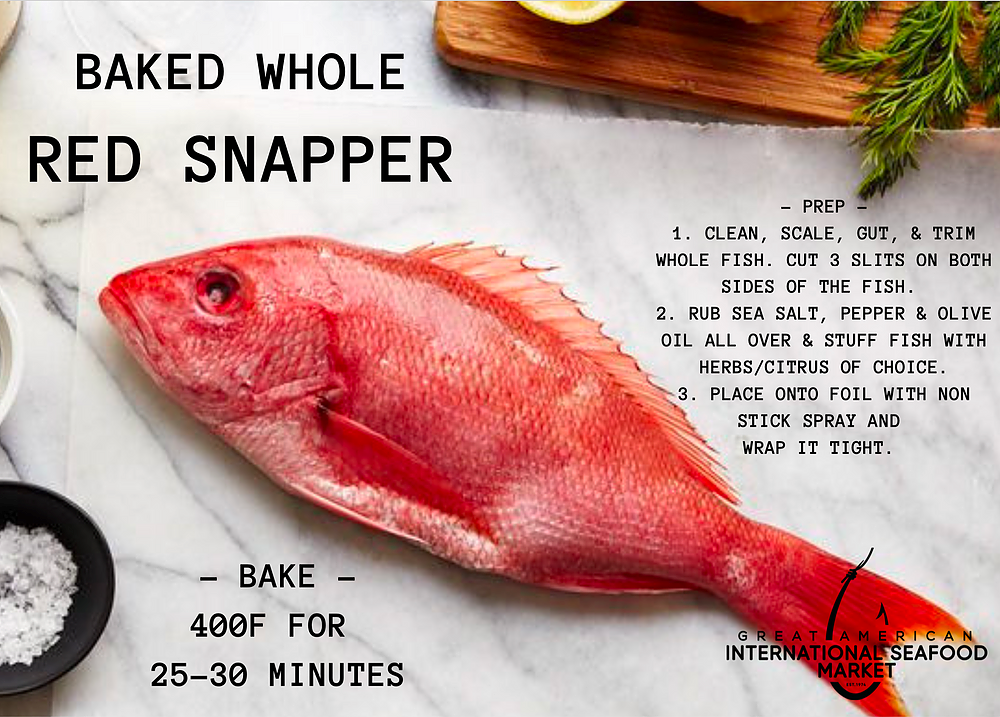 BAKED WHOLE
RED SNAPPER
– PREP –
1. CLEAN, SCALE, GUT, & TRIM
WHOLE FISH. CUT 3 SLITS ON BOTH
SIDES OF THE FISH.
2. RUB SEA SALT, PEPPER & OLIVE
OIL ALL OVER & STUFF FISH WITH
HERBS/CITRUS OF CHOICE.
3. PLACE ONTO FOIL WITH NON
STICK SPRAY AND
WRAP IT TIGHT.
– BAKE –
400F FOR
25–30 MINUTES
GREAT AMERICAN
INTERNATIONAL SEAFOOD
MARKET